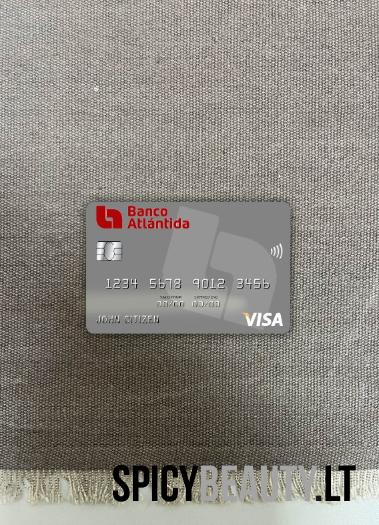 Banco
Atlántida
1234 5678 9012 3456
JOHN CITIZEN
VISA
SPICYBEAUTY.LT